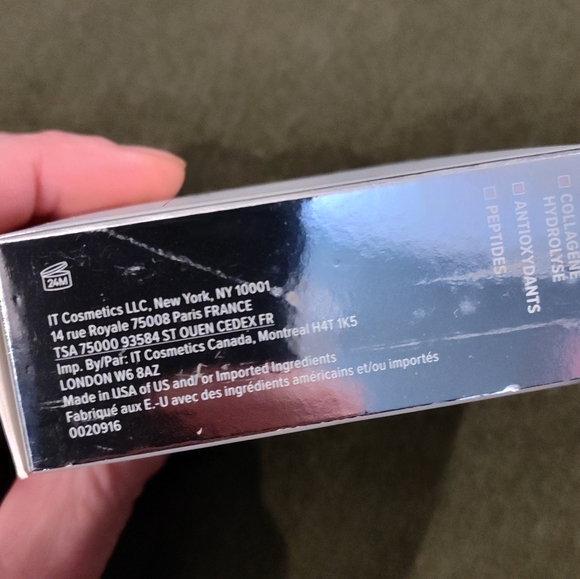 24M
IT Cosmetics LLC, New York, NY 10001
14 rue Royale 75008 Paris FRANCE
TSA 75000 93584 ST OUEN CEDEX FR
Imp. By/Par: IT Cosmetics Canada, Montreal H4T 1K5
LONDON W6 8AZ
Made in USA of US and/ or Imported Ingredients
Fabriqué aux E.-U avec des ingrédients américains et/ou importés
0020916
COLLAGÈNE
HYDROLYSÉ
ANTIOXYDANTS
PEPTIDES